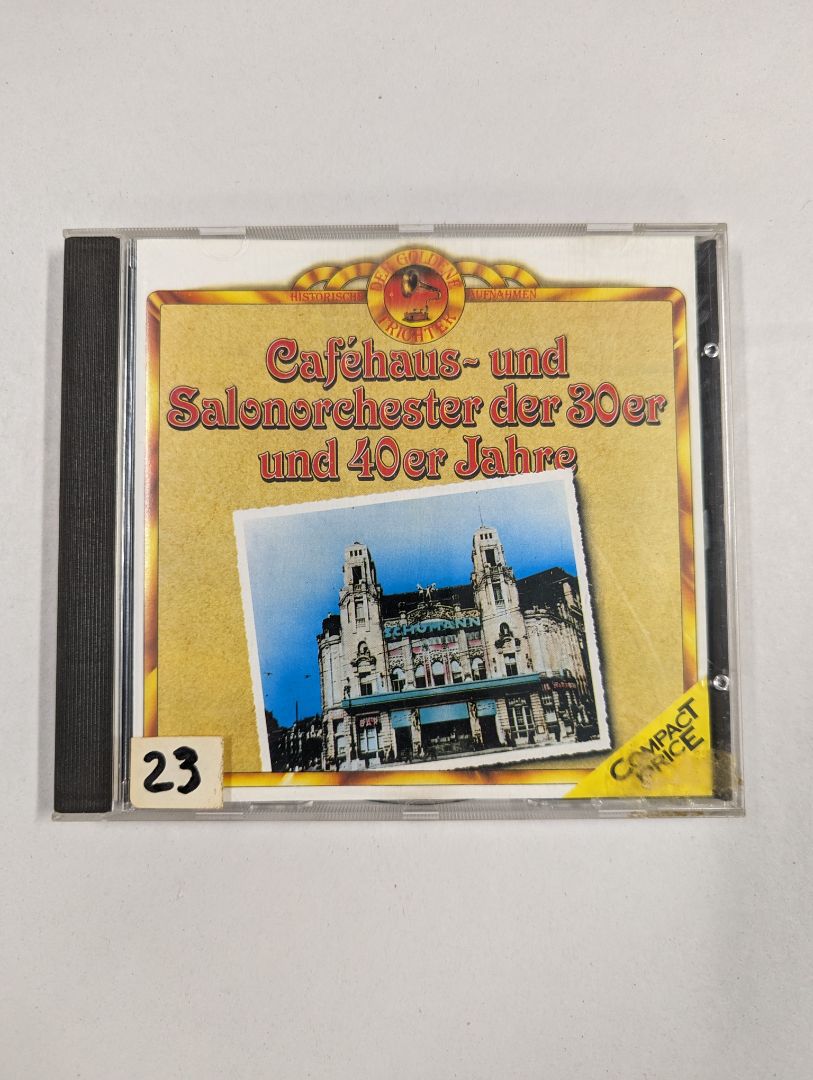 DER GOLDENE
TRICHTER
HISTORISCHE AUFNAHMEN
Caféhaus- und
Salonorchester der 30er
und 40er Jahre
SCHUMANN
COMPACT
PRICE
23